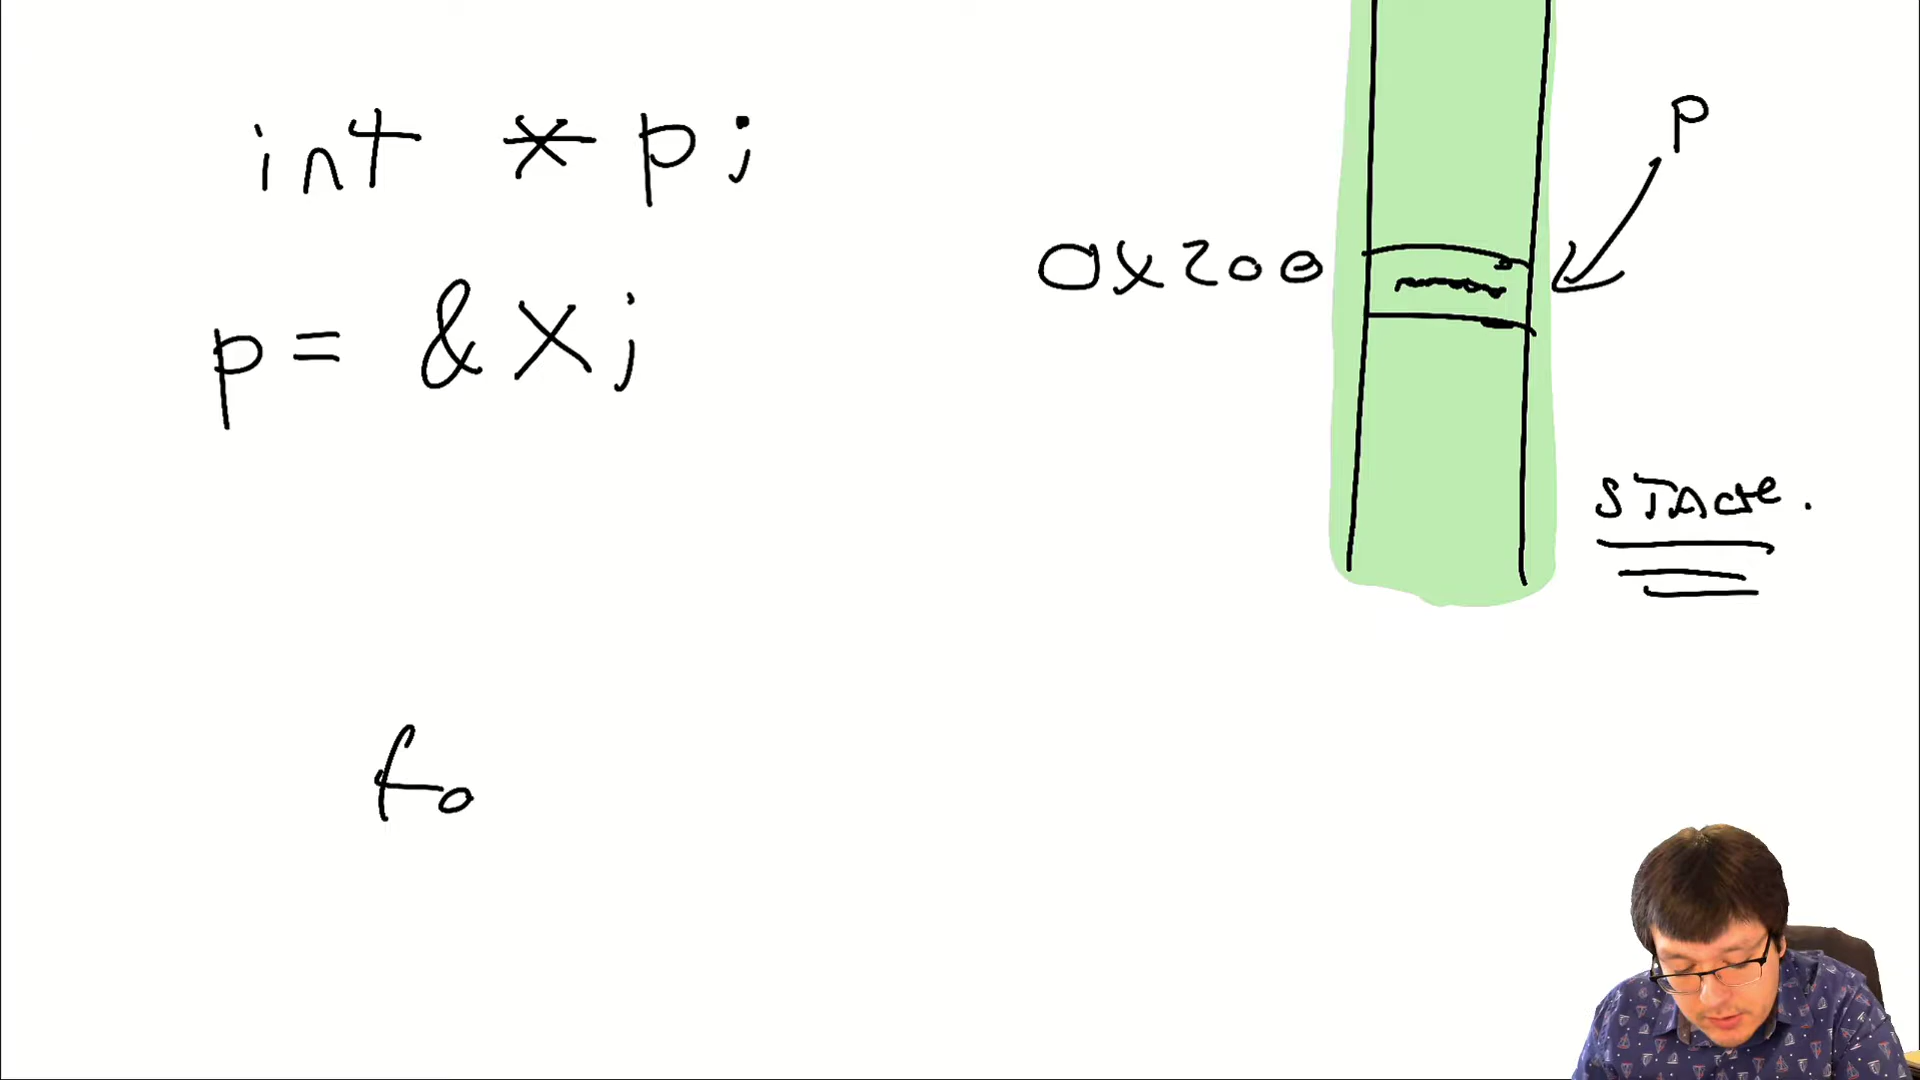 int * p;
p = & x;
p
0x200
STACK.
fo